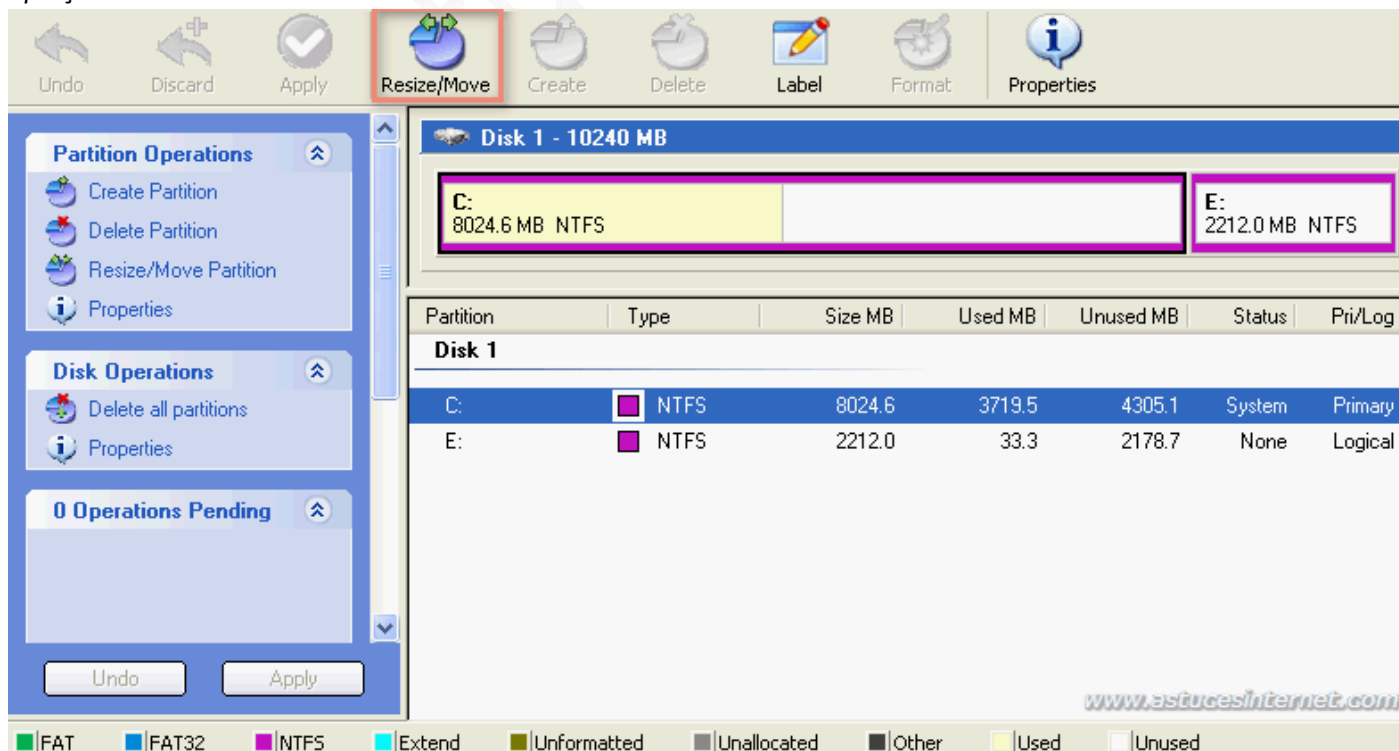 Undo Discard Apply Resize/Move Create Delete Label Format Properties
Partition Operations
Create Partition
Delete Partition
Resize/Move Partition
Properties
Disk Operations
Delete all partitions
Properties
0 Operations Pending
Undo Apply
Disk 1 - 10240 MB
C:
8024.6 MB NTFS
E:
2212.0 MB NTFS
Partition Type Size MB Used MB Unused MB Status Pri/Log
Disk 1
C: NTFS 8024.6 3719.5 4305.1 System Primary
E: NTFS 2212.0 33.3 2178.7 None Logical
www.astucesinternet.com
FAT FAT32 NTFS Extend Unformatted Unallocated Other Used Unused